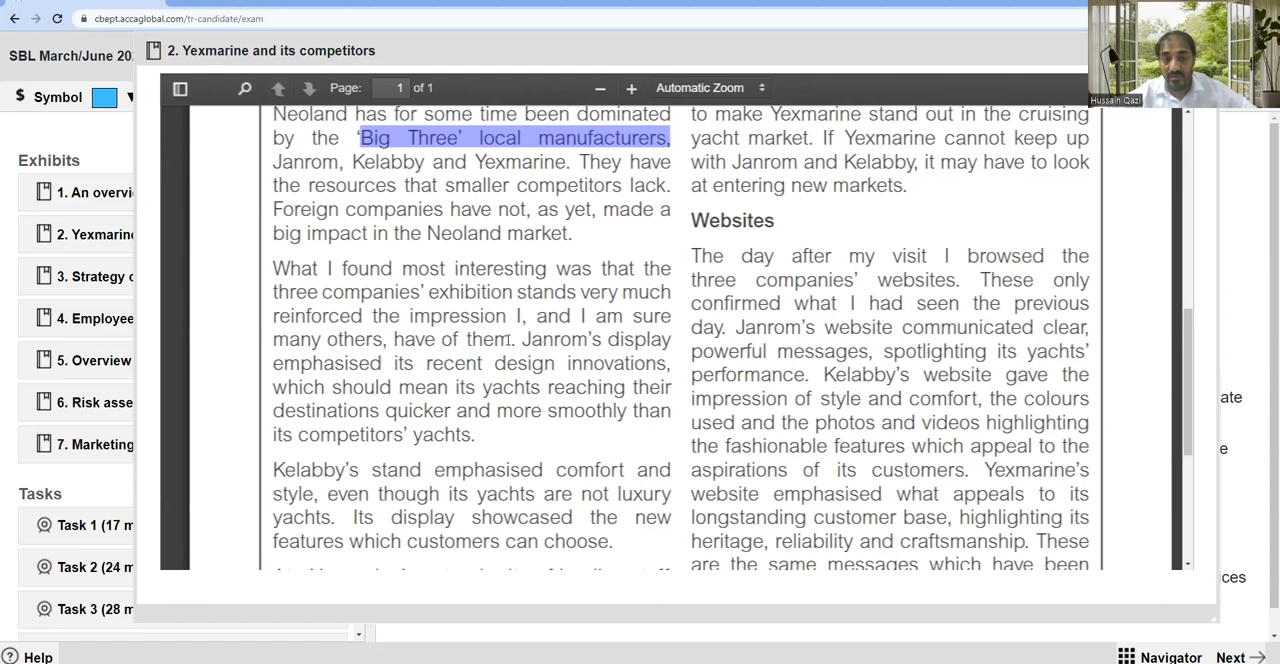 cbept.accaglobal.com/tr-candidate/exam
SBL March/June 20
2. Yexmarine and its competitors
Hussain Qazi
$ Symbol
Page: 1 of 1
Automatic Zoom
Exhibits
1. An overvi
2. Yexmarine
3. Strategy c
4. Employee
5. Overview
6. Risk asse
7. Marketing
Tasks
Task 1 (17 m
Task 2 (24 m
Task 3 (28 m
Neoland has for some time been dominated
by the ‘Big Three’ local manufacturers,
Janrom, Kelabby and Yexmarine. They have
the resources that smaller competitors lack.
Foreign companies have not, as yet, made a
big impact in the Neoland market.
What I found most interesting was that the
three companies’ exhibition stands very much
reinforced the impression I, and I am sure
many others, have of them. Janrom’s display
emphasised its recent design innovations,
which should mean its yachts reaching their
destinations quicker and more smoothly than
its competitors’ yachts.
Kelabby’s stand emphasised comfort and
style, even though its yachts are not luxury
yachts. Its display showcased the new
features which customers can choose.
to make Yexmarine stand out in the cruising
yacht market. If Yexmarine cannot keep up
with Janrom and Kelabby, it may have to look
at entering new markets.
Websites
The day after my visit I browsed the
three companies’ websites. These only
confirmed what I had seen the previous
day. Janrom’s website communicated clear,
powerful messages, spotlighting its yachts’
performance. Kelabby’s website gave the
impression of style and comfort, the colours
used and the photos and videos highlighting
the fashionable features which appeal to the
aspirations of its customers. Yexmarine’s
website emphasised what appeals to its
longstanding customer base, highlighting its
heritage, reliability and craftsmanship. These
are the same messages which have been
ate
e
ices
Help
Navigator
Next